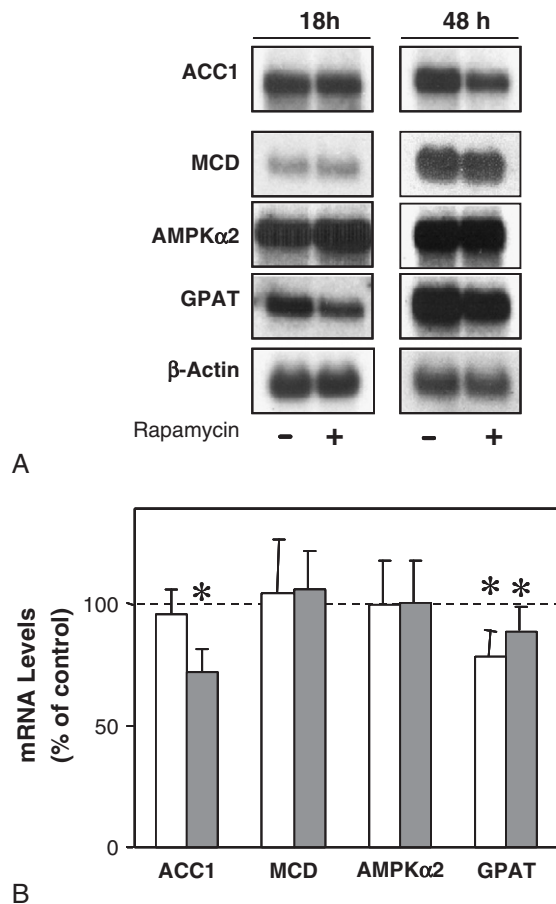 18h 48 h
ACC1
MCD
AMPKα2
GPAT
β-Actin
Rapamycin - + - +
A
* * *
100
50
0
mRNA Levels
(% of control)
ACC1 MCD AMPKα2 GPAT
B